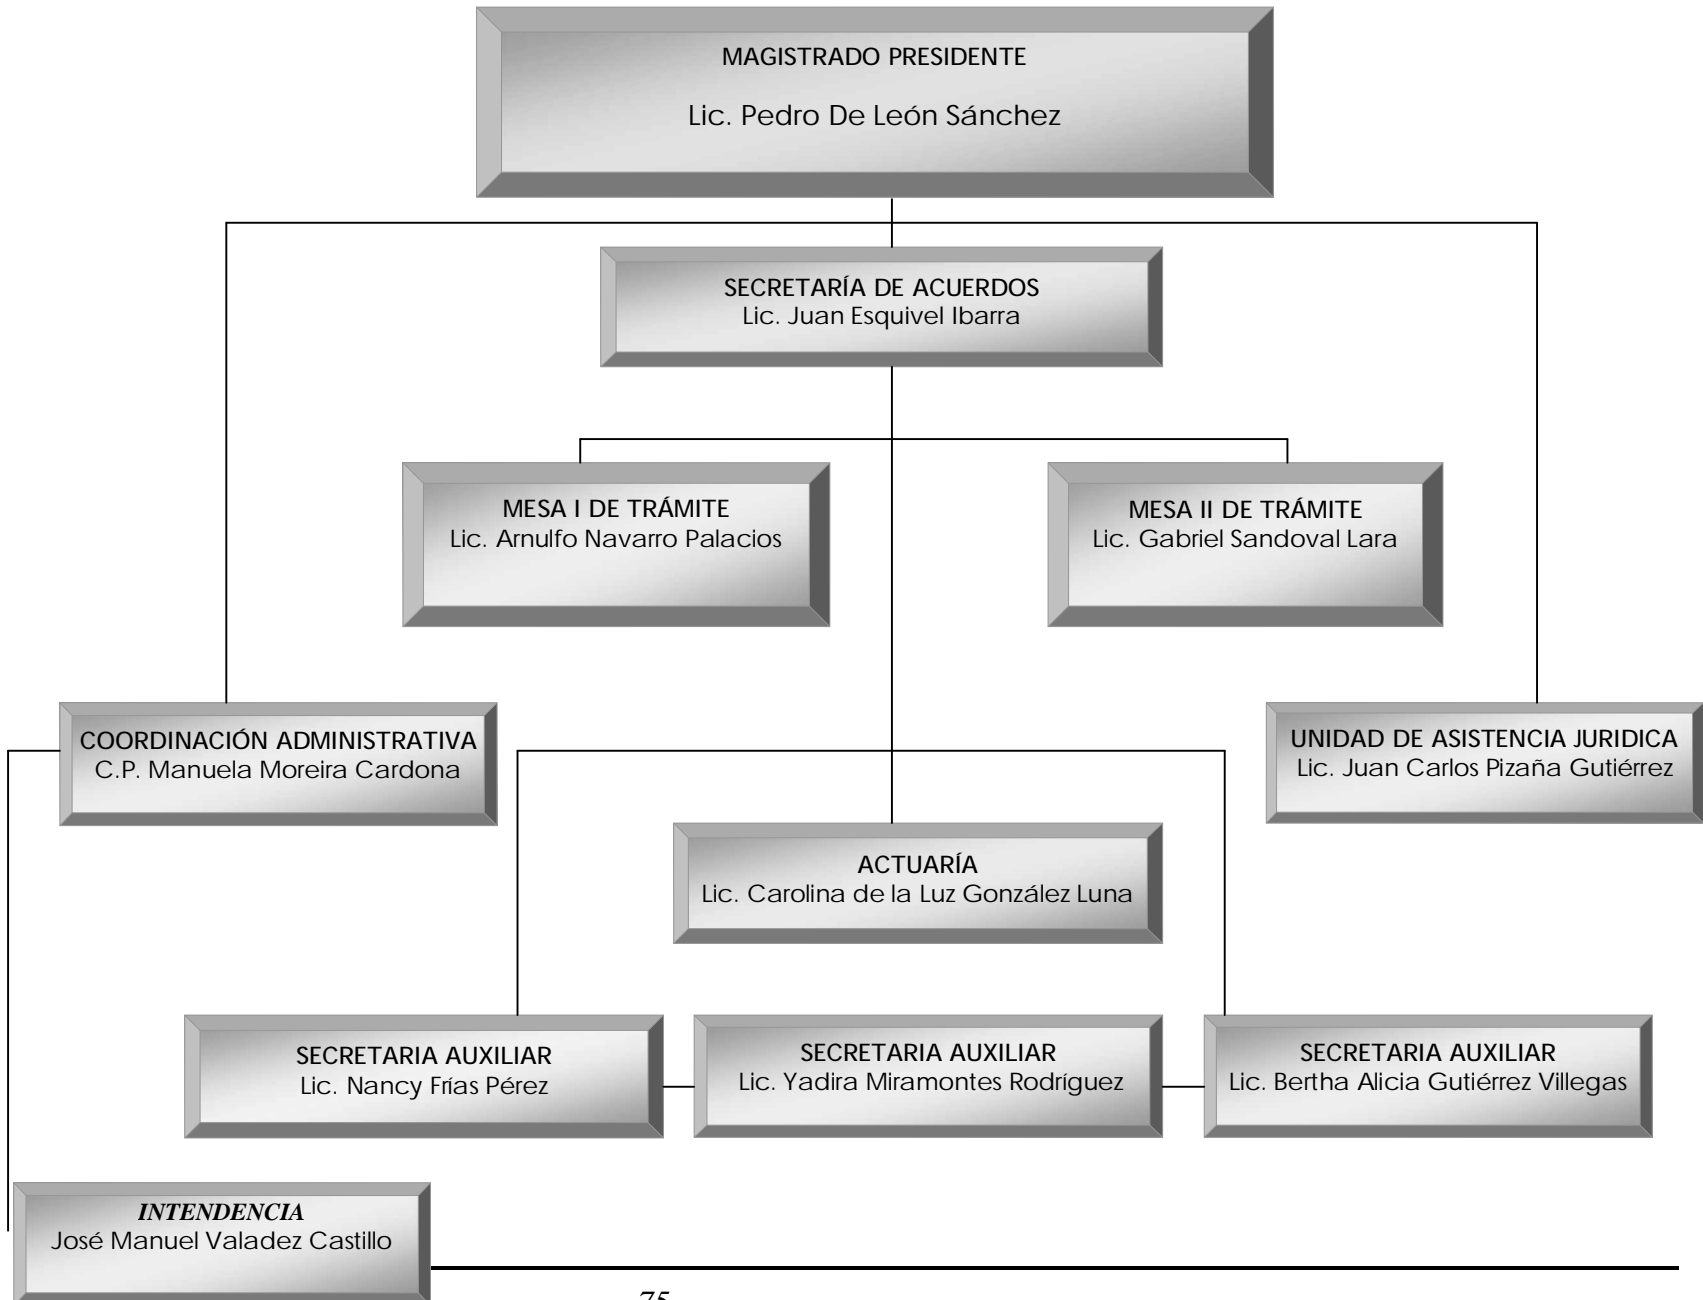 MAGISTRADO PRESIDENTE
Lic. Pedro De León Sánchez
SECRETARÍA DE ACUERDOS
Lic. Juan Esquivel Ibarra
MESA I DE TRÁMITE
Lic. Arnulfo Navarro Palacios
MESA II DE TRÁMITE
Lic. Gabriel Sandoval Lara
COORDINACIÓN ADMINISTRATIVA
C.P. Manuela Moreira Cardona
UNIDAD DE ASISTENCIA JURIDICA
Lic. Juan Carlos Pizaña Gutiérrez
ACTUARÍA
Lic. Carolina de la Luz González Luna
SECRETARIA AUXILIAR
Lic. Nancy Frías Pérez
SECRETARIA AUXILIAR
Lic. Yadira Miramontes Rodríguez
SECRETARIA AUXILIAR
Lic. Bertha Alicia Gutiérrez Villegas
INTENDENCIA
José Manuel Valadez Castillo
75